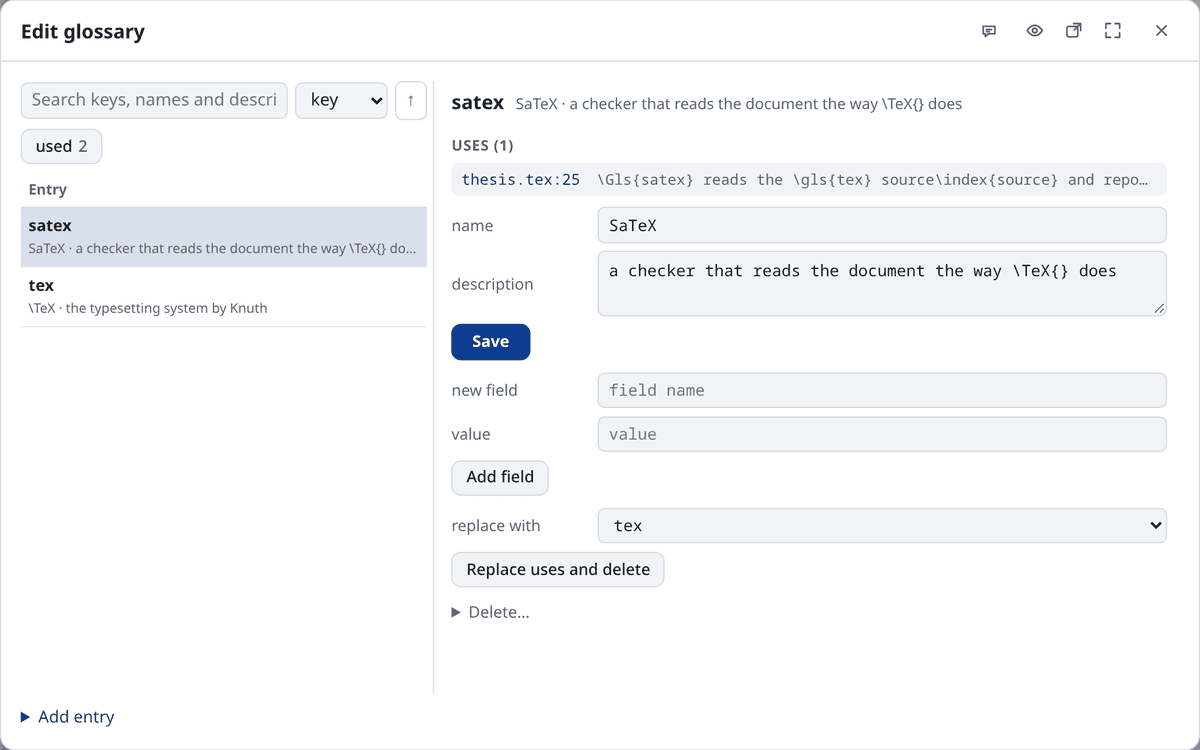 Edit glossary
Search keys, names and descri
key
↑
used 2
Entry
satex
SaTeX · a checker that reads the document the way \TeX{} do…
tex
\TeX · the typesetting system by Knuth
Add entry
satex SaTeX · a checker that reads the document the way \TeX{} does
USES (1)
thesis.tex:25 \Gls{satex} reads the \gls{tex} source\index{source} and repo…
name
SaTeX
description
a checker that reads the document the way \TeX{} does
Save
new field
field name
value
value
Add field
replace with
tex
Replace uses and delete
Delete…